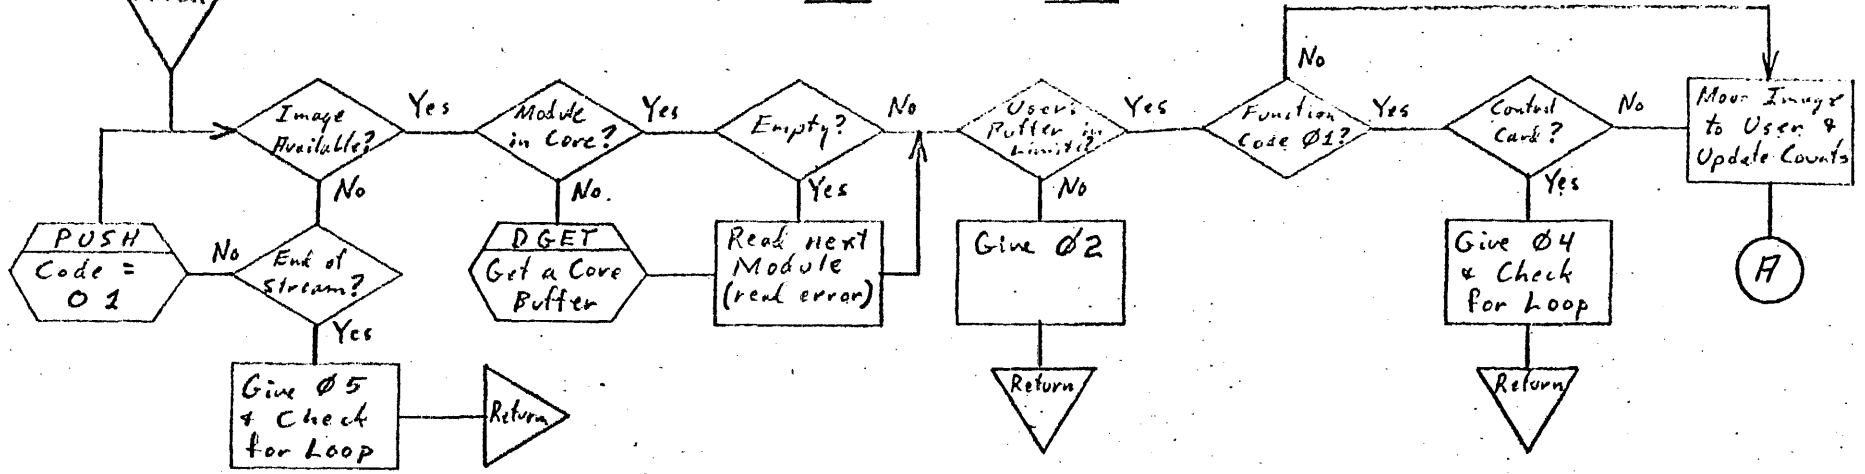 No
Image
Available?
Yes
Module
in Core?
Yes
Empty?
No
User's
Buffer in
Limits?
Yes
Function
Code Ø1?
Yes
Control
Card?
No
Move Image
to User &
Update Counts
No
No.
Yes
No
Yes
PUSH
Code =
01
No
End of
Stream?
DGET
Get a Core
Buffer
Read next
Module
(real error)
Give Ø2
Give Ø4
& Check
for Loop
A
Yes
Give Ø5
& Check
for Loop
Return
Return
Return